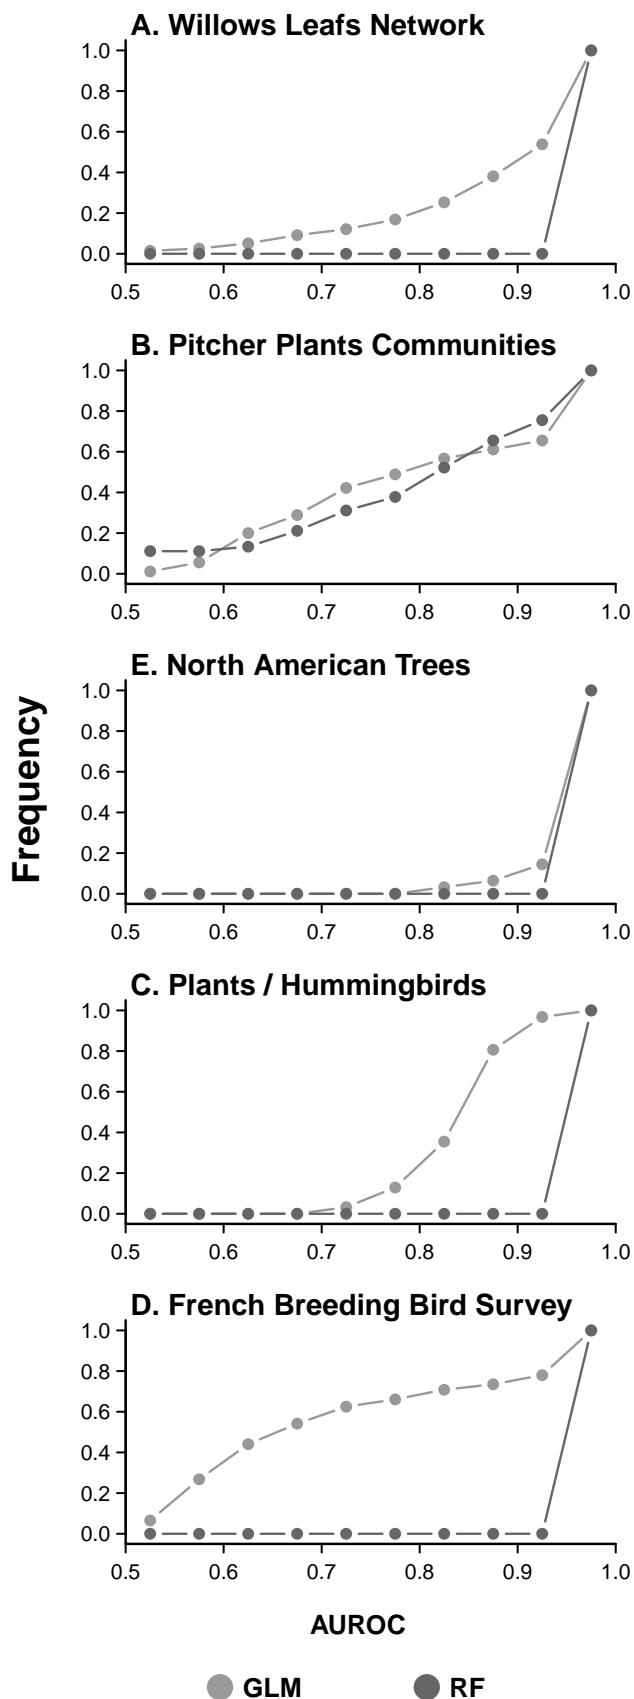 A. Willows Leafs Network
1.0
0.8
0.6
0.4
0.2
0.0
0.5 0.6 0.7 0.8 0.9 1.0
B. Pitcher Plants Communities
1.0
0.8
0.6
0.4
0.2
0.0
0.5 0.6 0.7 0.8 0.9 1.0
E. North American Trees
1.0
0.8
0.6
0.4
0.2
0.0
0.5 0.6 0.7 0.8 0.9 1.0
Frequency
C. Plants / Hummingbirds
1.0
0.8
0.6
0.4
0.2
0.0
0.5 0.6 0.7 0.8 0.9 1.0
D. French Breeding Bird Survey
1.0
0.8
0.6
0.4
0.2
0.0
0.5 0.6 0.7 0.8 0.9 1.0
AUROC
GLM RF